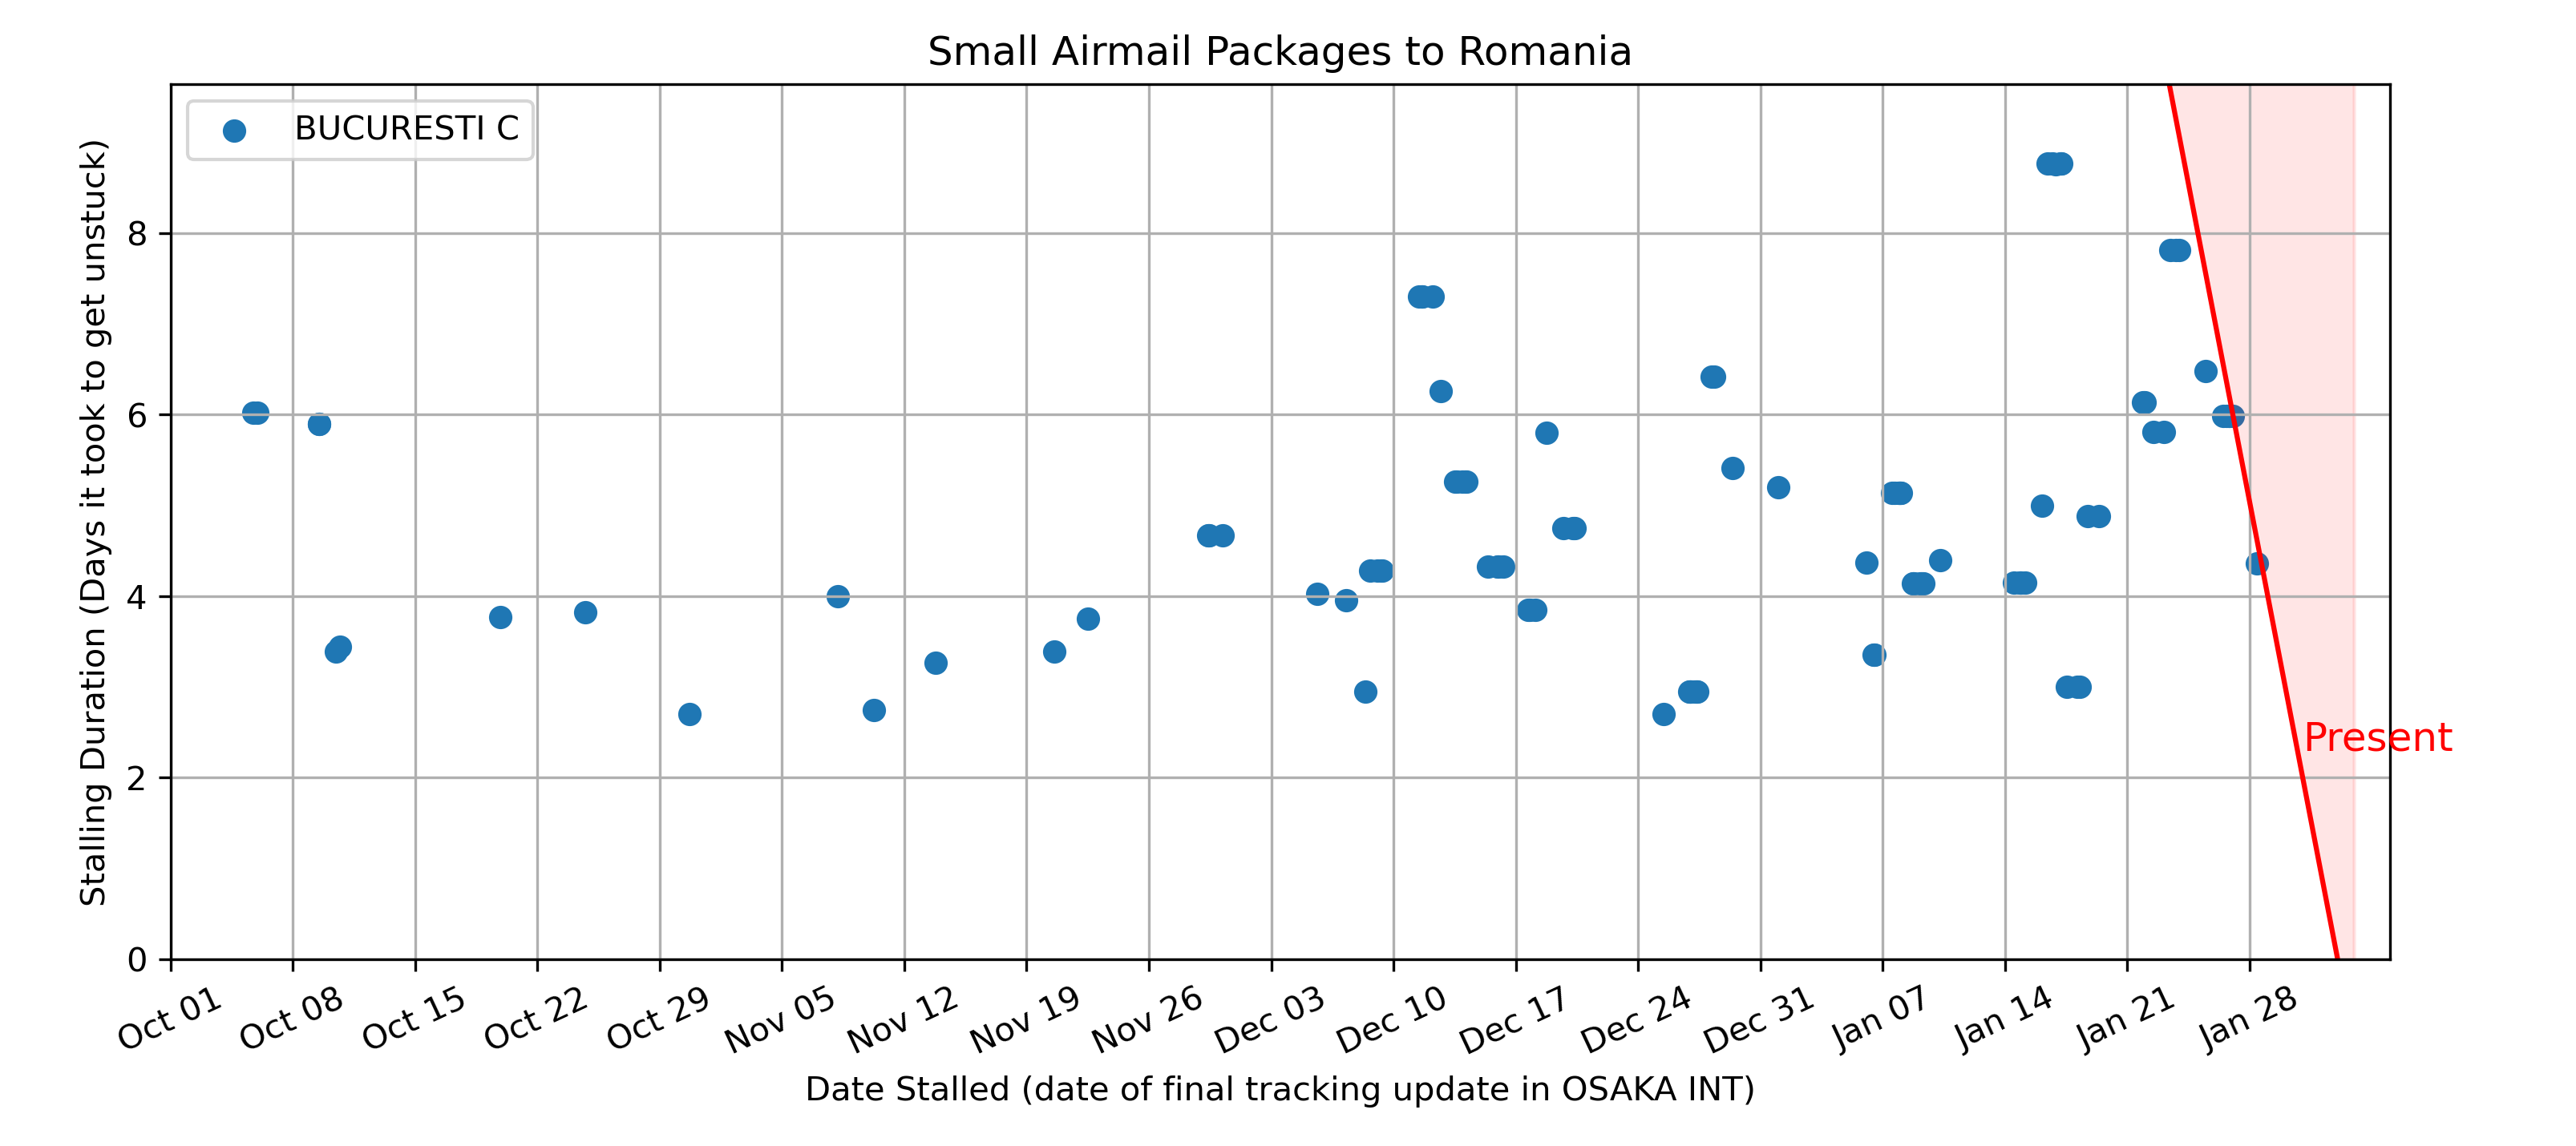 Small Airmail Packages to Romania
BUCURESTI C
Stalling Duration (Days it took to get unstuck)
8
6
4
2
0
Present
Oct 01
Oct 08
Oct 15
Oct 22
Oct 29
Nov 05
Nov 12
Nov 19
Nov 26
Dec 03
Dec 10
Dec 17
Dec 24
Dec 31
Jan 07
Jan 14
Jan 21
Jan 28
Date Stalled (date of final tracking update in OSAKA INT)